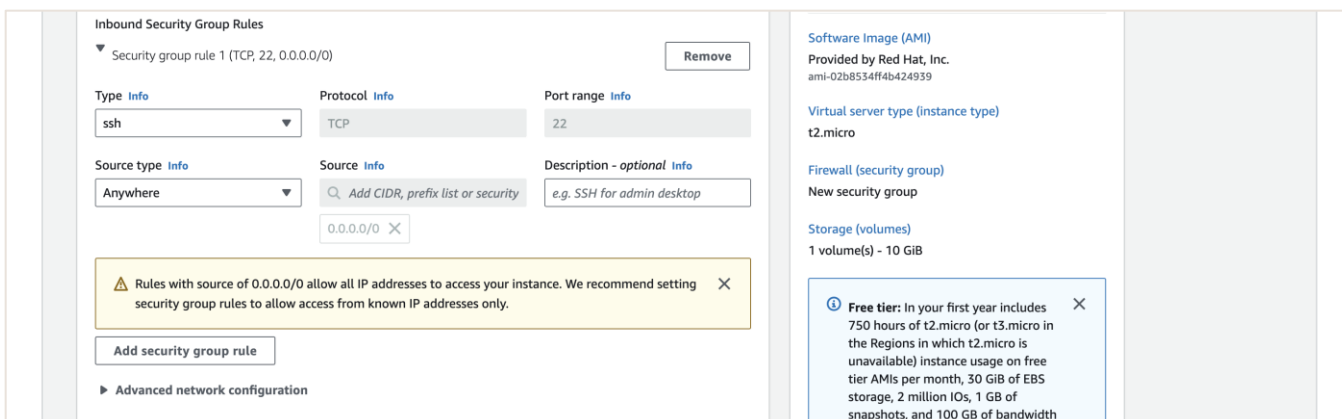 Inbound Security Group Rules
Security group rule 1 (TCP, 22, 0.0.0.0/0)
Remove
Type Info
Protocol Info
Port range Info
ssh
TCP
22
Source type Info
Source Info
Description - optional Info
Anywhere
Add CIDR, prefix list or security
e.g. SSH for admin desktop
0.0.0.0/0
Rules with source of 0.0.0.0/0 allow all IP addresses to access your instance. We recommend setting
security group rules to allow access from known IP addresses only.
Add security group rule
Advanced network configuration
Software Image (AMI)
Provided by Red Hat, Inc.
ami-02b8534ff4b424939
Virtual server type (instance type)
t2.micro
Firewall (security group)
New security group
Storage (volumes)
1 volume(s) - 10 GiB
Free tier: In your first year includes
750 hours of t2.micro (or t3.micro in
the Regions in which t2.micro is
unavailable) instance usage on free
tier AMIs per month, 30 GiB of EBS
storage, 2 million IOs, 1 GB of
snapshots, and 100 GB of bandwidth